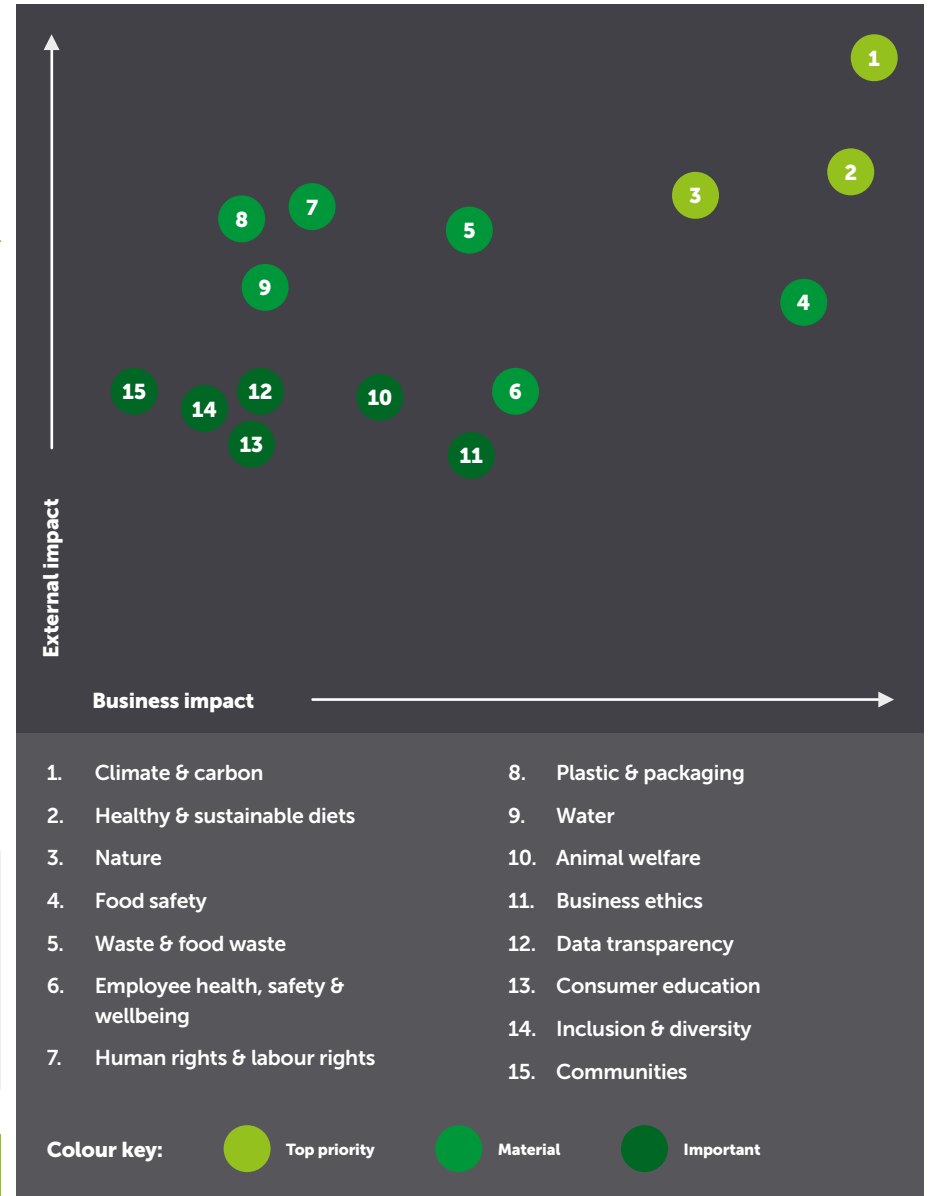 1
2
3
7
8
5
9
4
15
12
10
6
14
13
11
External impact
Business impact
1. Climate & carbon
2. Healthy & sustainable diets
3. Nature
4. Food safety
5. Waste & food waste
6. Employee health, safety &
wellbeing
7. Human rights & labour rights
8. Plastic & packaging
9. Water
10. Animal welfare
11. Business ethics
12. Data transparency
13. Consumer education
14. Inclusion & diversity
15. Communities
Colour key: Top priority Material Important